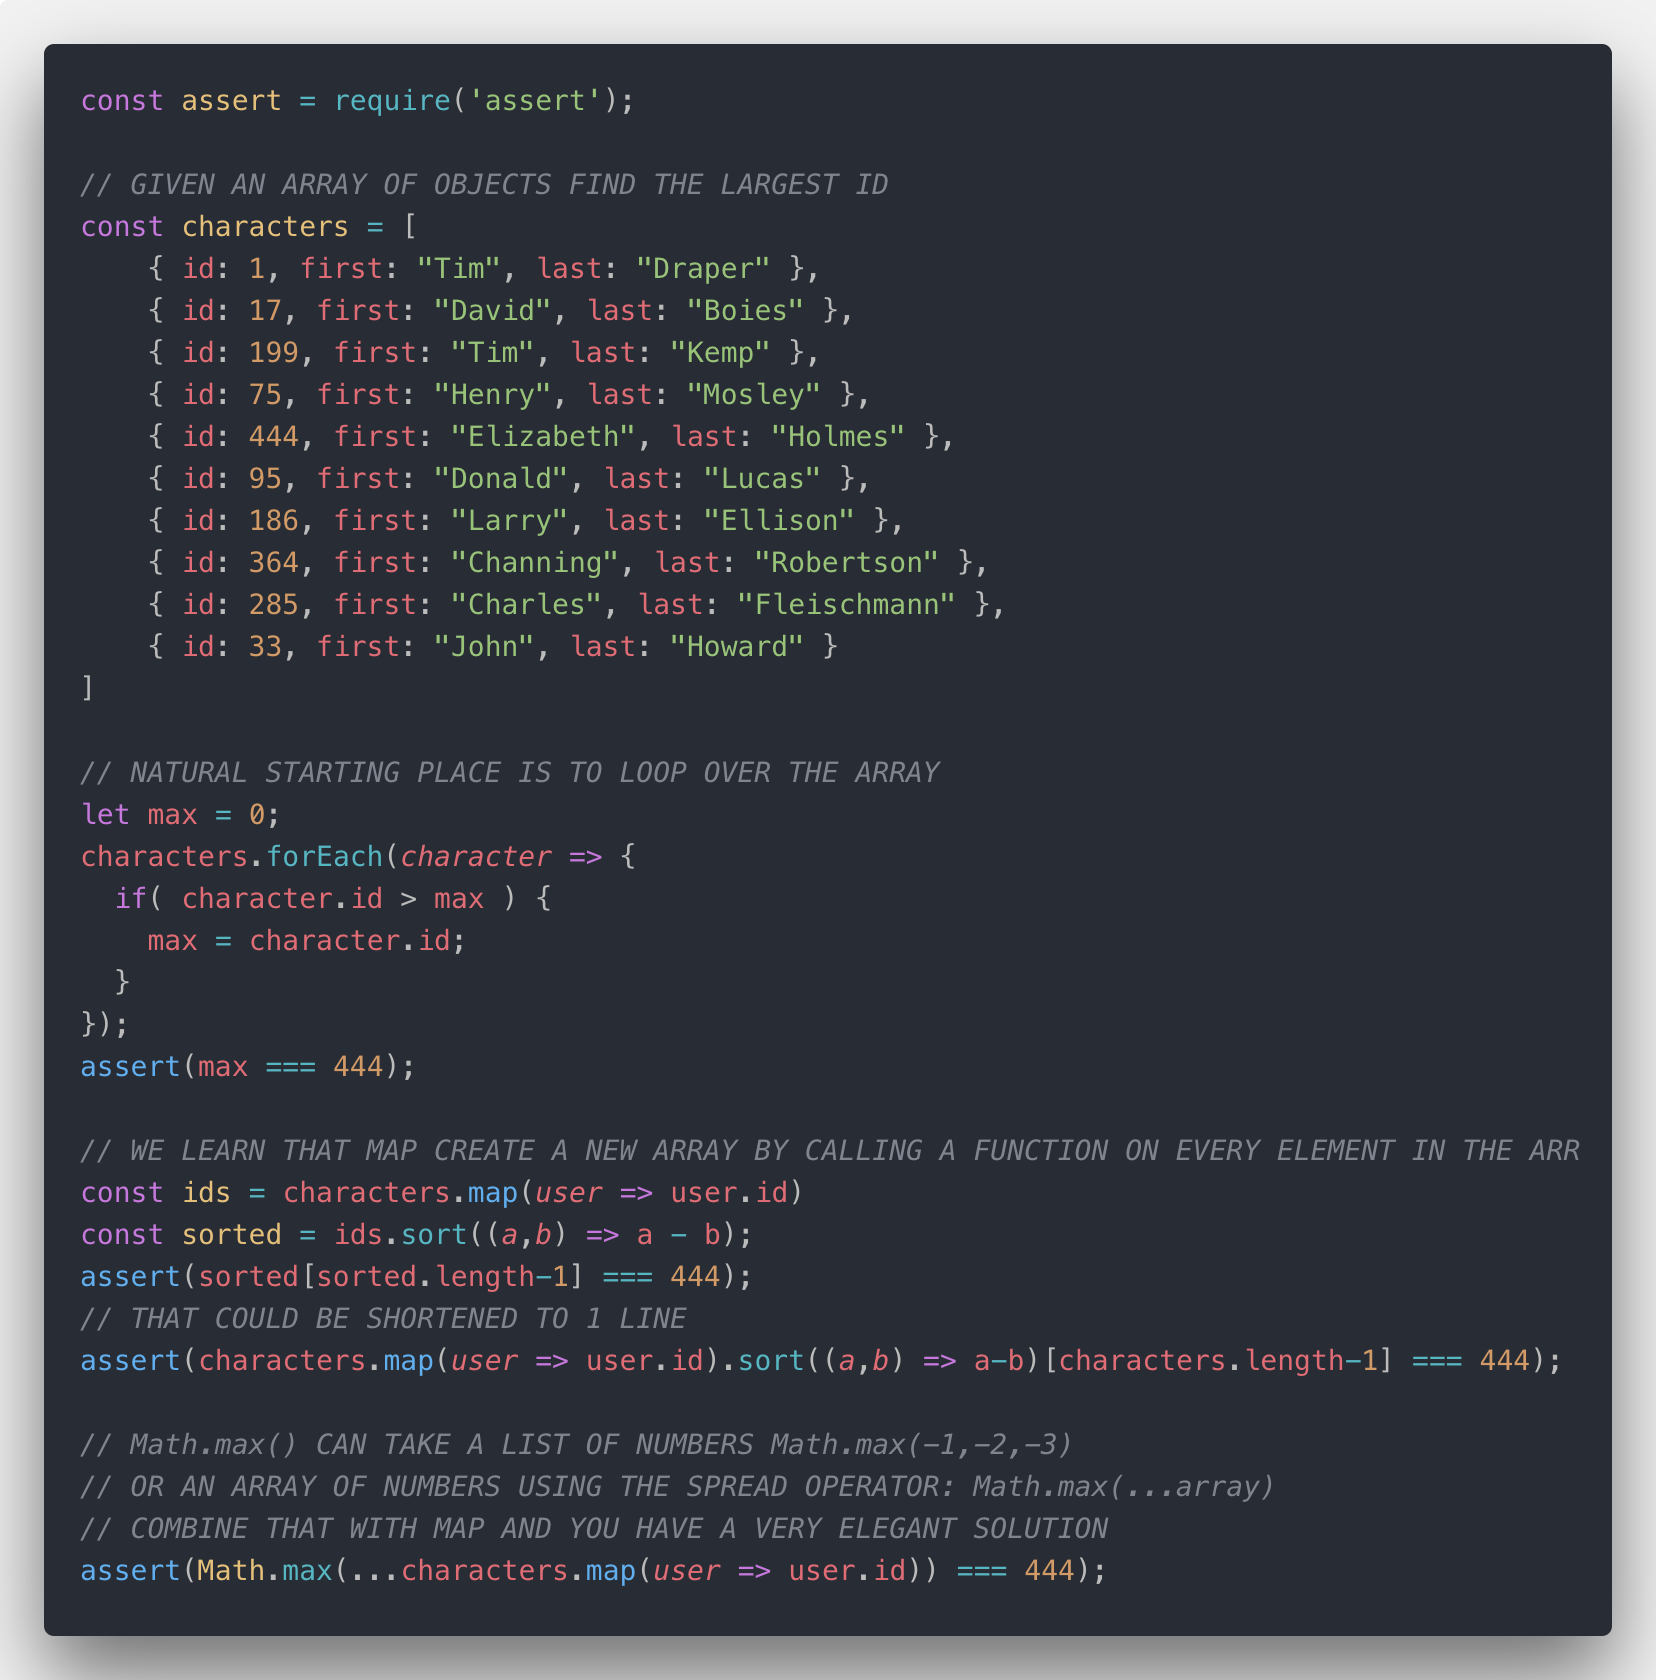 const assert = require('assert');
// GIVEN AN ARRAY OF OBJECTS FIND THE LARGEST ID
const characters = [
    { id: 1, first: "Tim", last: "Draper" },
    { id: 17, first: "David", last: "Boies" },
    { id: 199, first: "Tim", last: "Kemp" },
    { id: 75, first: "Henry", last: "Mosley" },
    { id: 444, first: "Elizabeth", last: "Holmes" },
    { id: 95, first: "Donald", last: "Lucas" },
    { id: 186, first: "Larry", last: "Ellison" },
    { id: 364, first: "Channing", last: "Robertson" },
    { id: 285, first: "Charles", last: "Fleischmann" },
    { id: 33, first: "John", last: "Howard" }
]
// NATURAL STARTING PLACE IS TO LOOP OVER THE ARRAY
let max = 0;
characters.forEach(character => {
  if( character.id > max ) {
    max = character.id;
  }
});
assert(max === 444);
// WE LEARN THAT MAP CREATE A NEW ARRAY BY CALLING A FUNCTION ON EVERY ELEMENT IN THE ARR
const ids = characters.map(user => user.id)
const sorted = ids.sort((a,b) => a - b);
assert(sorted[sorted.length-1] === 444);
// THAT COULD BE SHORTENED TO 1 LINE
assert(characters.map(user => user.id).sort((a,b) => a-b)[characters.length-1] === 444);
// Math.max() CAN TAKE A LIST OF NUMBERS Math.max(-1,-2,-3)
// OR AN ARRAY OF NUMBERS USING THE SPREAD OPERATOR: Math.max(...array)
// COMBINE THAT WITH MAP AND YOU HAVE A VERY ELEGANT SOLUTION
assert(Math.max(...characters.map(user => user.id)) === 444);